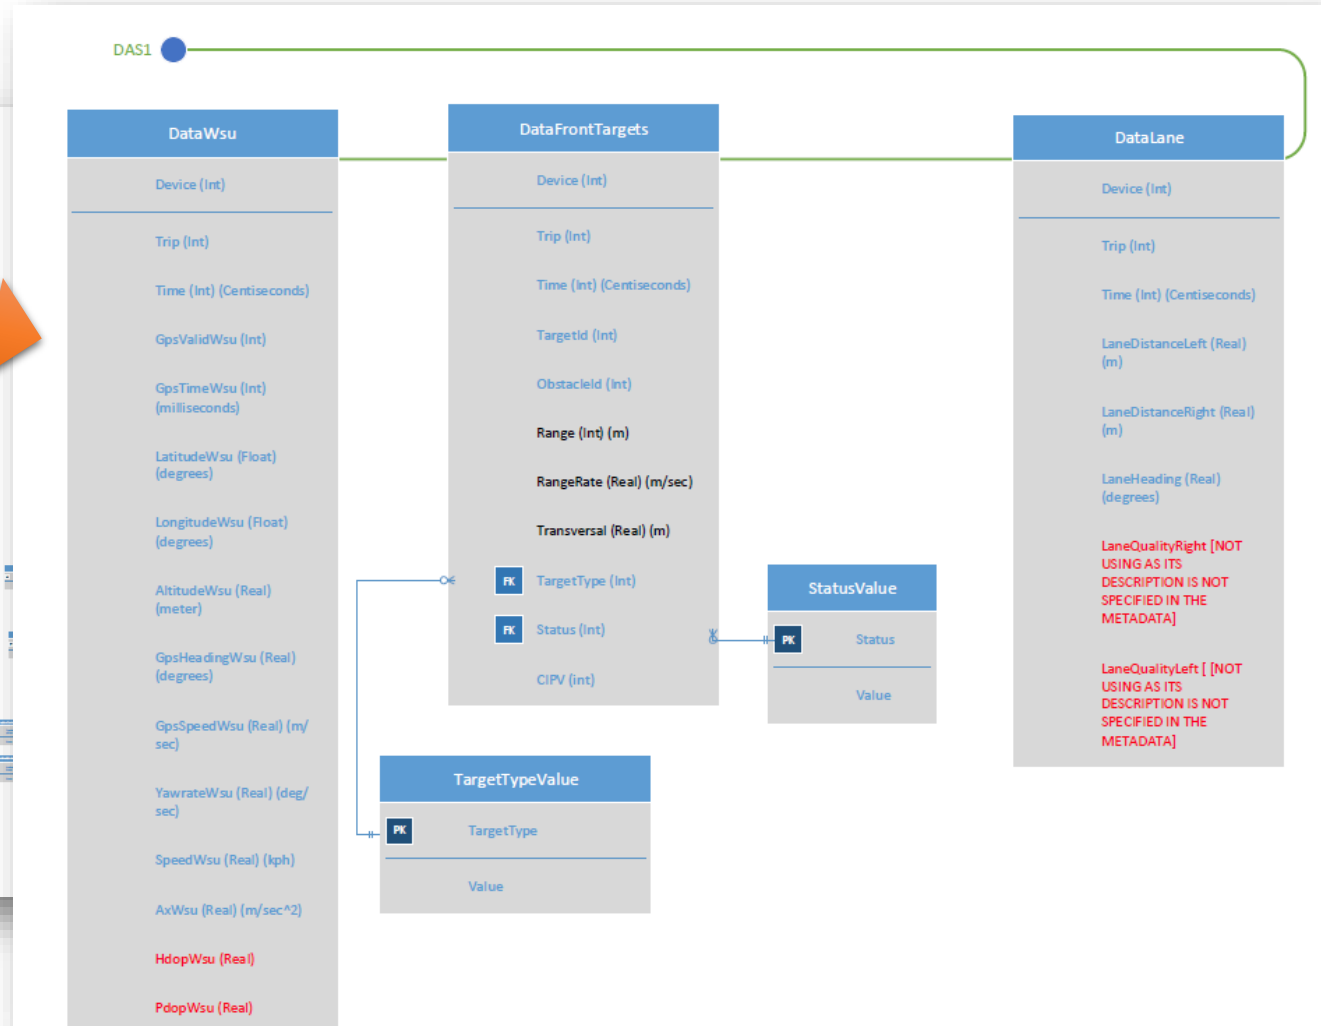 DAS1
DataWsu
Device (Int)
Trip (Int)
Time (Int) (Centiseconds)
GpsValidWsu (Int)
GpsTimeWsu (Int)
(milliseconds)
LatitudeWsu (Float)
(degrees)
LongitudeWsu (Float)
(degrees)
AltitudeWsu (Real)
(meter)
GpsHeadingWsu (Real)
(degrees)
GpsSpeedWsu (Real) (m/
sec)
YawrateWsu (Real) (deg/
sec)
SpeedWsu (Real) (kph)
AxWsu (Real) (m/sec^2)
HdopWsu (Real)
PdopWsu (Real)
DataFrontTargets
Device (Int)
Trip (Int)
Time (Int) (Centiseconds)
TargetId (Int)
ObstacleId (Int)
Range (Int) (m)
RangeRate (Real) (m/sec)
Transversal (Real) (m)
FK TargetType (Int)
FK Status (Int)
CIPV (int)
TargetTypeValue
PK TargetType
Value
StatusValue
PK Status
Value
DataLane
Device (Int)
Trip (Int)
Time (Int) (Centiseconds)
LaneDistanceLeft (Real)
(m)
LaneDistanceRight (Real)
(m)
LaneHeading (Real)
(degrees)
LaneQualityRight [NOT
USING AS ITS
DESCRIPTION IS NOT
SPECIFIED IN THE
METADATA]
LaneQualityLeft [ [NOT
USING AS ITS
DESCRIPTION IS NOT
SPECIFIED IN THE
METADATA]